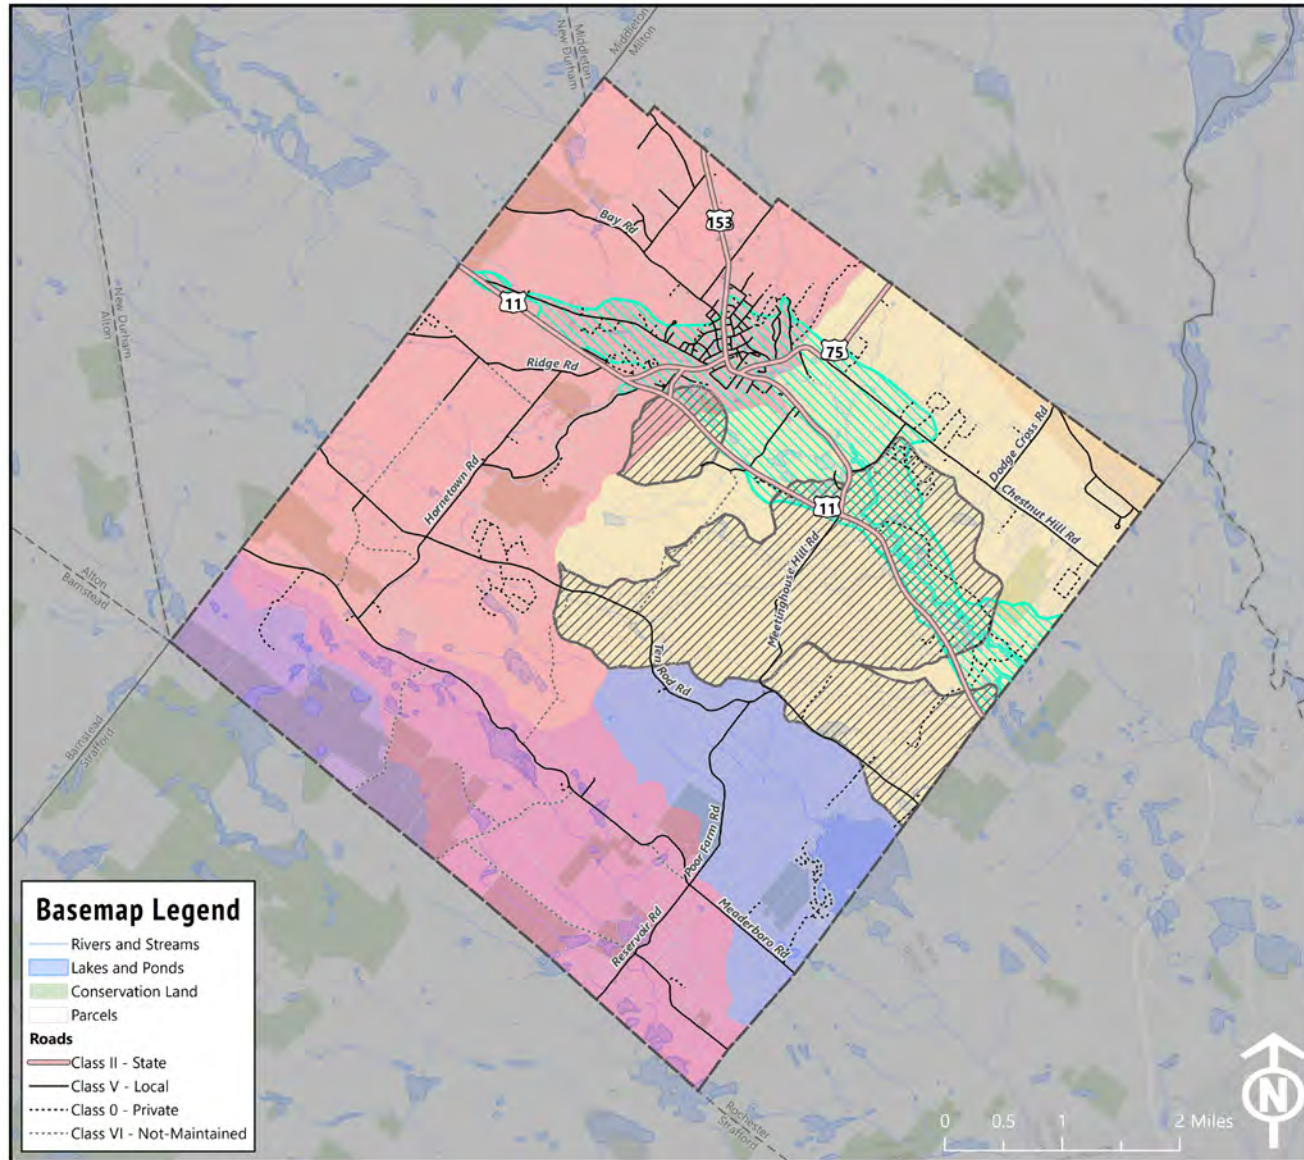 Middleton
New Durham
Middleton
Milton
153
Bay Rd
11
New Durham
Alton
75
Ridge Rd
Dodge Cross Rd
Chestnut Hill Rd
Hornetown Rd
11
Meetinghouse Hill Rd
Alton
Barnstead
Ten Rod Rd
Barnstead
Strafford
Poor Farm Rd
Meaderboro Rd
Reservoir Rd
Basemap Legend
Rivers and Streams
Lakes and Ponds
Conservation Land
Parcels
Roads
Class II - State
Class V - Local
Class 0 - Private
Class VI - Not-Maintained
Rochester
Strafford
0 0.5 1 2 Miles
N